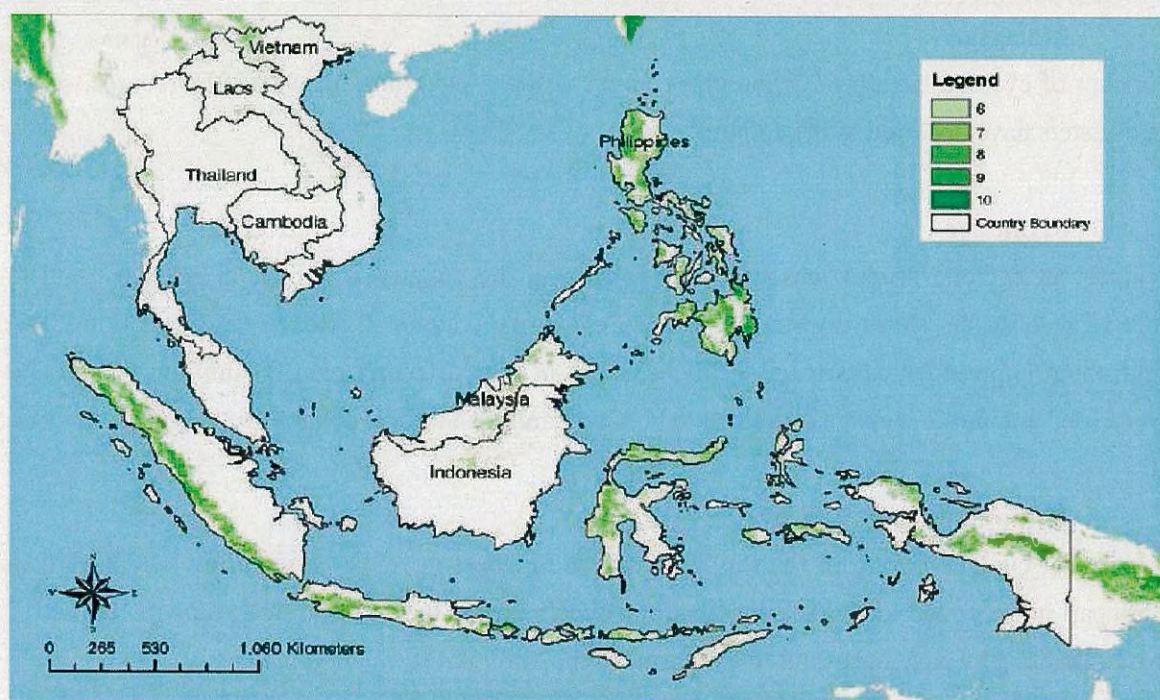 Vietnam
Laos
Thailand
Cambodia
Philippines
Malaysia
Indonesia
Legend
6
7
8
9
10
Country Boundary
N
S
0 265 530 1.060 Kilometers